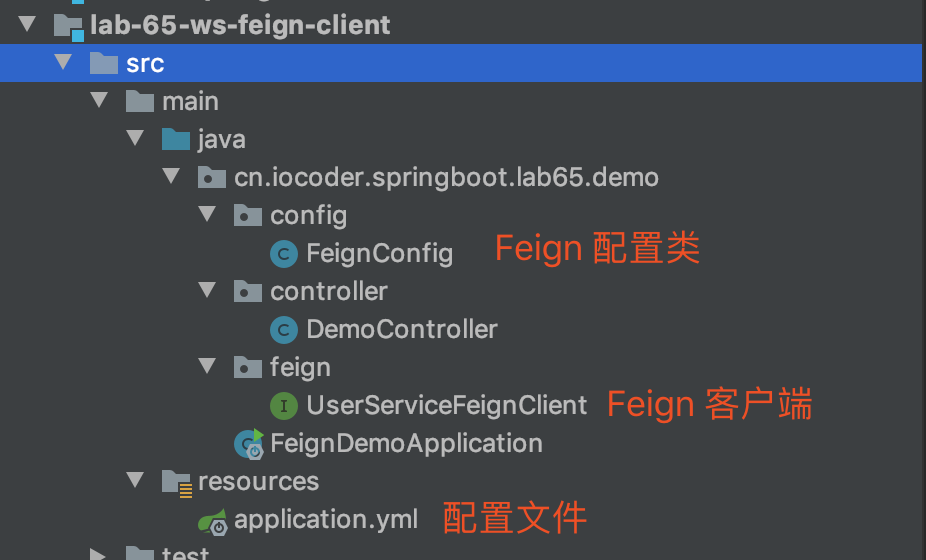 lab-65-ws-feign-client
src
main
java
cn.iocoder.springboot.lab65.demo
config
C FeignConfig Feign 配置类
controller
C DemoController
feign
I UserServiceFeignClient Feign 客户端
FeignDemoApplication
resources
application.yml 配置文件
test